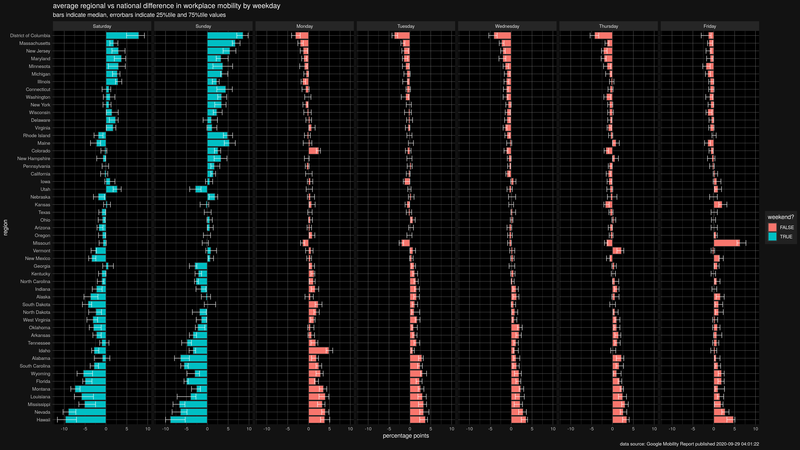 average regional vs national difference in workplace mobility by weekday
bars indicate median, errorbars indicate 25%tile and 75%tile values
Saturday Sunday Monday Tuesday Wednesday Thursday Friday
District of Columbia
Massachusetts
New Jersey
Maryland
Minnesota
Michigan
Illinois
Connecticut
Washington
New York
Wisconsin
Delaware
Virginia
Rhode Island
Maine
Colorado
New Hampshire
Pennsylvania
California
Iowa
Utah
Nebraska
Kansas
Texas
Ohio
Arizona
Oregon
Missouri
Vermont
New Mexico
Georgia
Kentucky
North Carolina
Indiana
Alaska
South Dakota
North Dakota
West Virginia
Oklahoma
Arkansas
Tennessee
Idaho
Alabama
South Carolina
Wyoming
Florida
Montana
Louisiana
Mississippi
Nevada
Hawaii
region
-10 -5 0 5 10 -10 -5 0 5 10 -10 -5 0 5 10 -10 -5 0 5 10 -10 -5 0 5 10 -10 -5 0 5 10 -10 -5 0 5 10
percentage points
weekend?
FALSE
TRUE
data source: Google Mobility Report published 2020-09-29 04:01:22